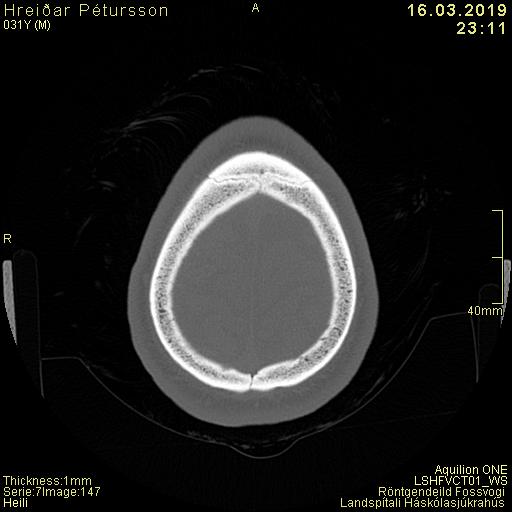 Hreiðar Pétursson
031Y (M)
A
16.03.2019
23:11
R
40mm
Thickness:1mm
Serie:7Image:147
Heili
Aquilion ONE
LSHFVCT01_WS
Röntgendeild Fossvogi
Landspítali Háskólasjúkrahús